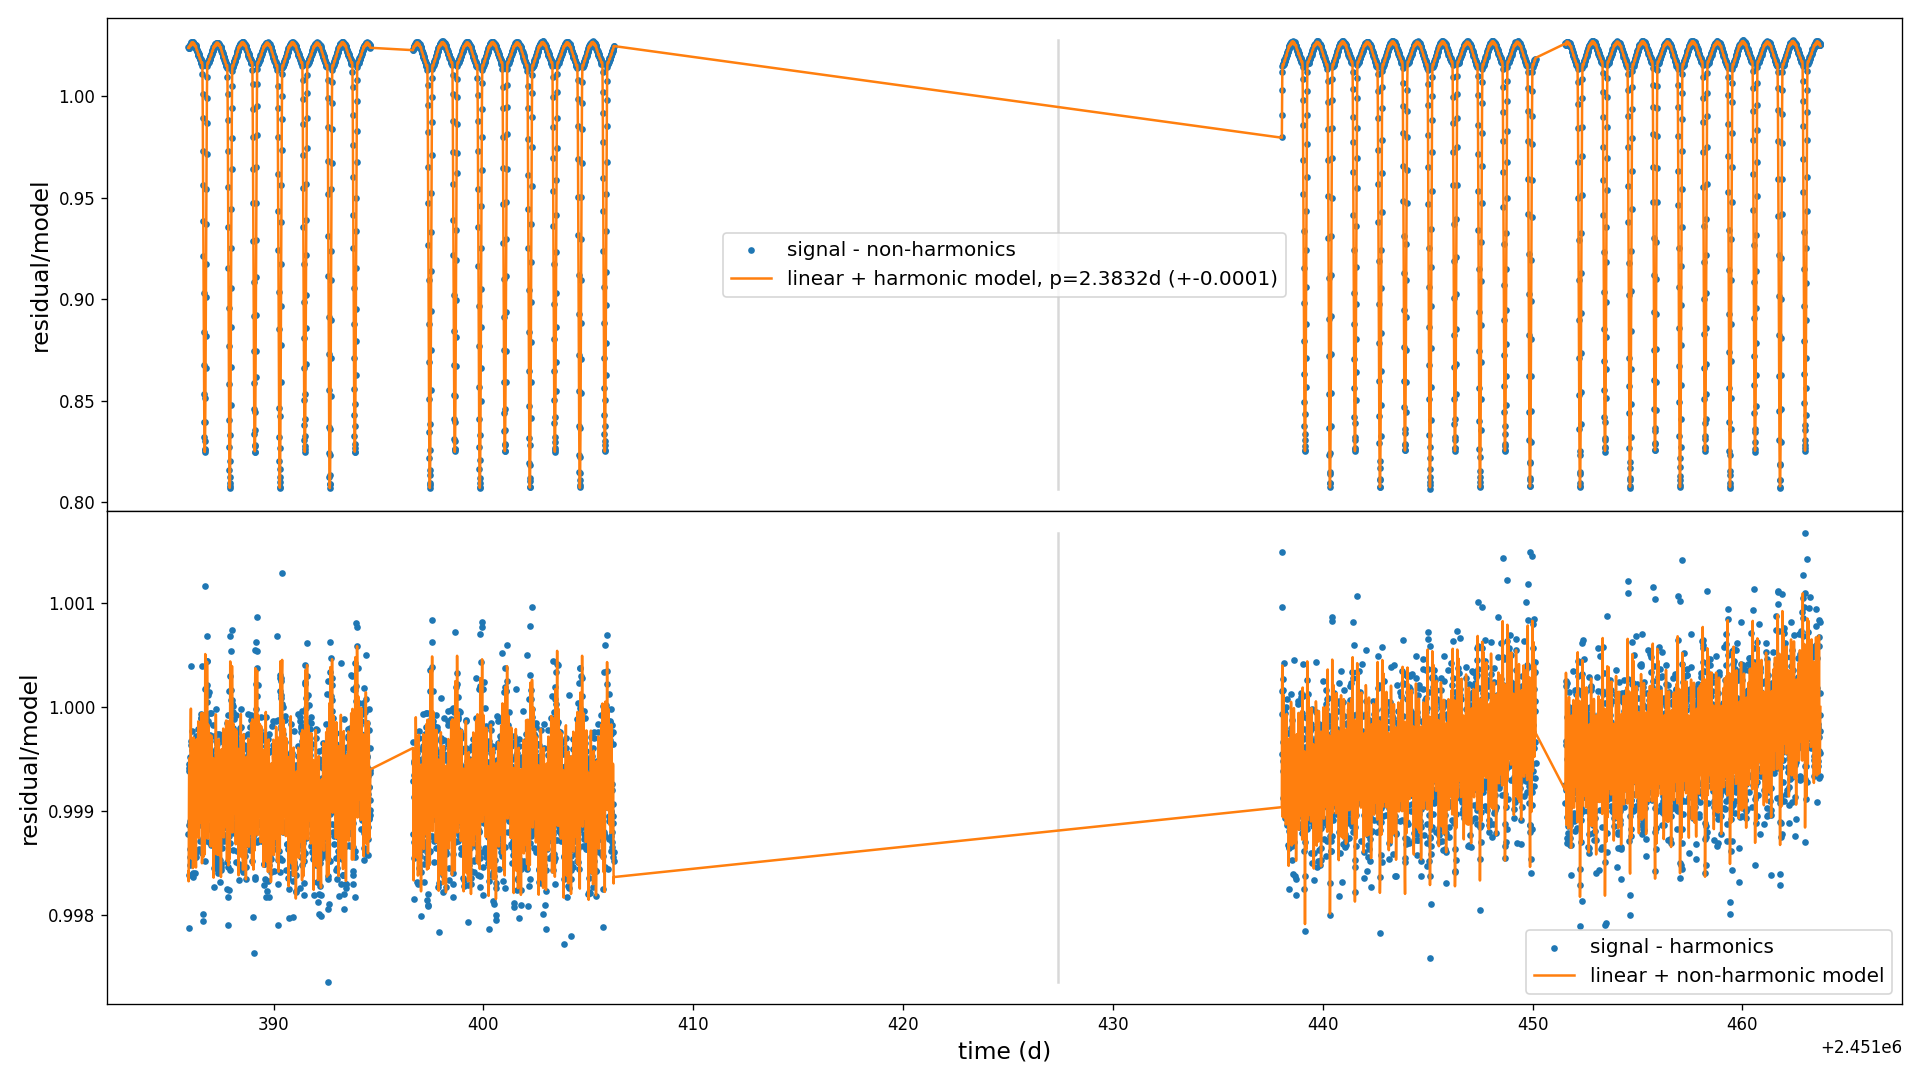 1.00
0.95
0.90
0.85
0.80
residual/model
signal - non-harmonics
linear + harmonic model, p=2.3832d (+-0.0001)
1.001
1.000
0.999
0.998
residual/model
signal - harmonics
linear + non-harmonic model
390 400 410 420 430 440 450 460
time (d)
+2.451e6